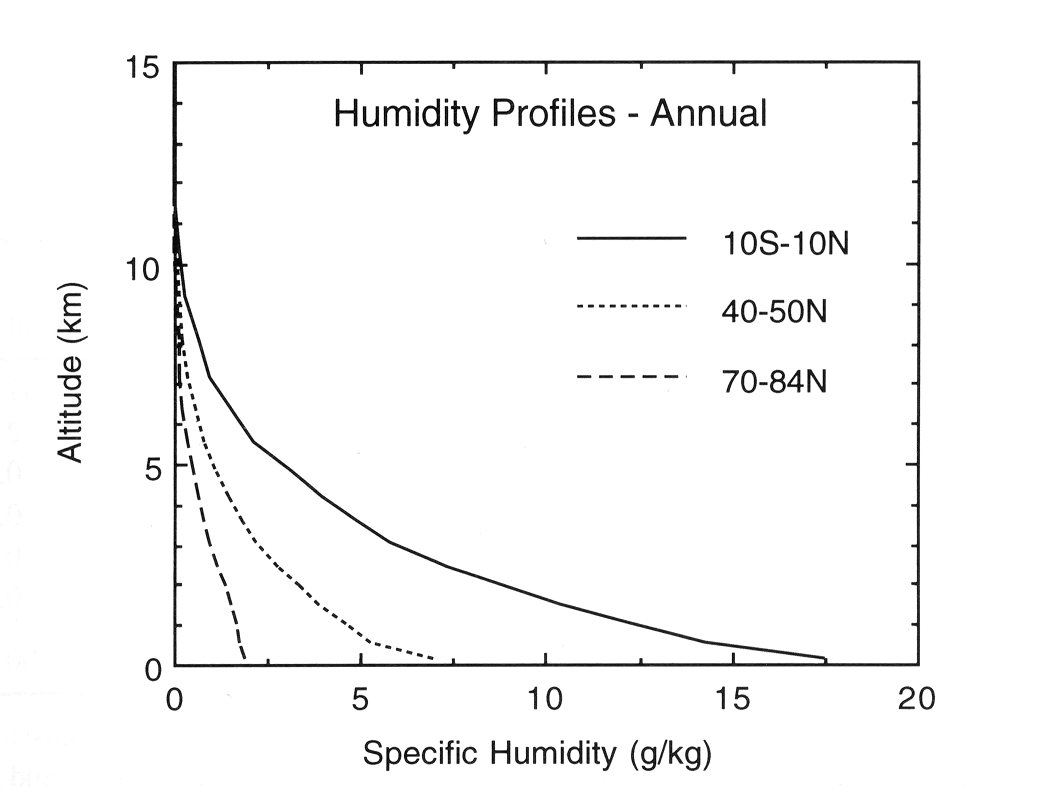 Humidity Profiles - Annual
15
10
5
0
Altitude (km)
10S-10N
40-50N
70-84N
0 5 10 15 20
Specific Humidity (g/kg)